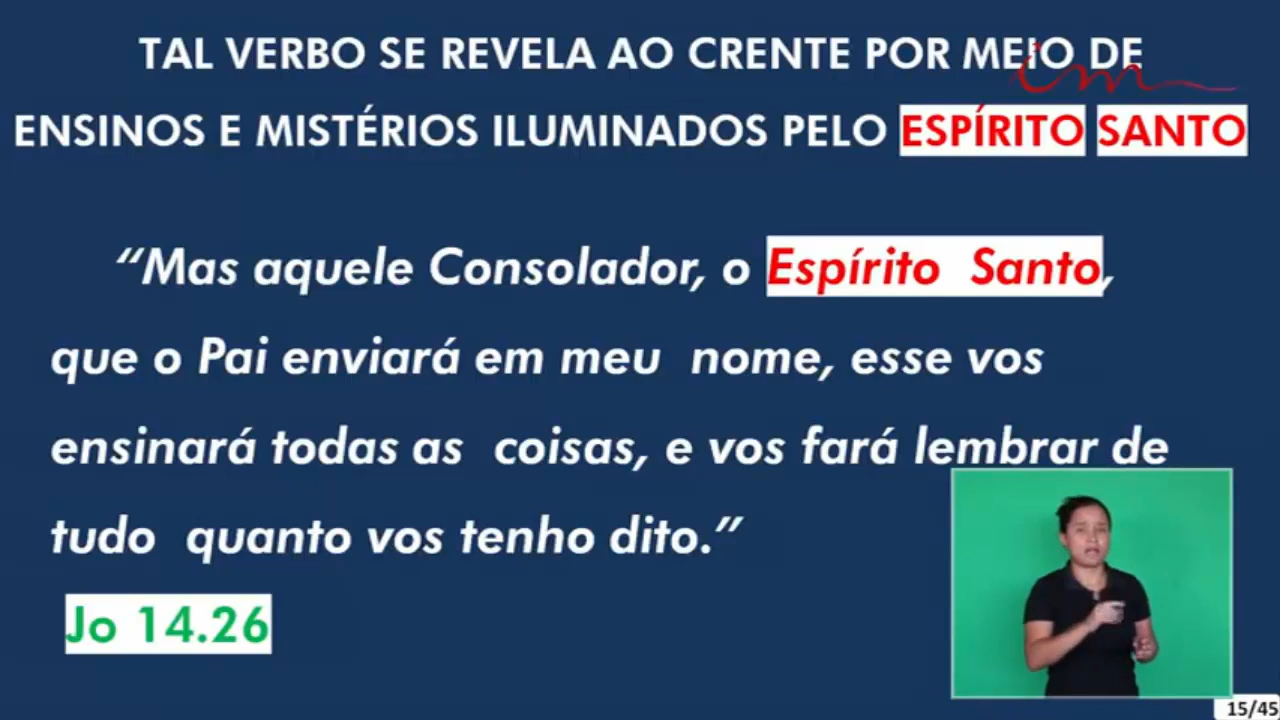 TAL VERBO SE REVELA AO CRENTE POR MEIO DE
ENSINOS E MISTÉRIOS ILUMINADOS PELO ESPÍRITO SANTO
“Mas aquele Consolador, o Espírito Santo,
que o Pai enviará em meu nome, esse vos
ensinará todas as coisas, e vos fará lembrar de
tudo quanto vos tenho dito.”
Jo 14.26
15/45